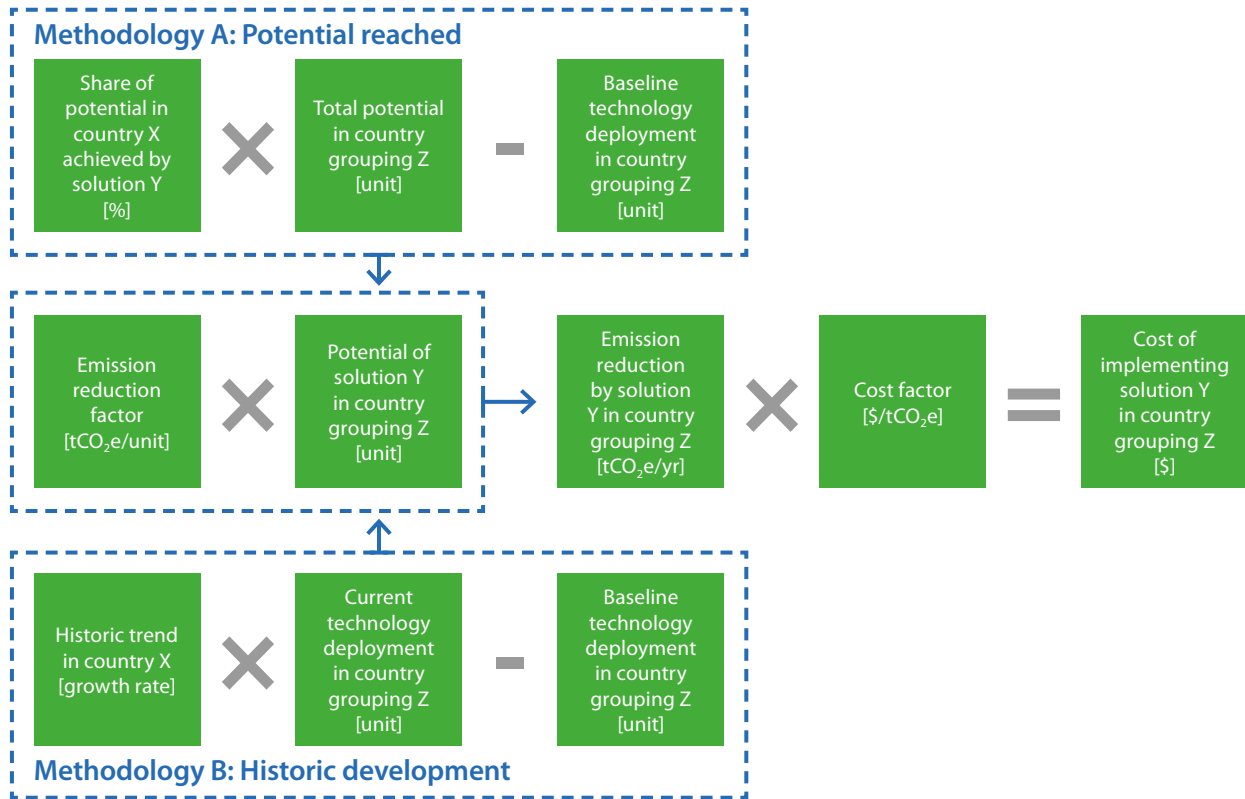 Methodology A: Potential reached
Share of
potential in
country X
achieved by
solution Y
[%]
Total potential
in country
grouping Z
[unit]
Baseline
technology
deployment
in country
grouping Z
[unit]
Emission
reduction
factor
[tCO₂e/unit]
Potential of
solution Y
in country
grouping Z
[unit]
Emission
reduction
by solution
Y in country
grouping Z
[tCO₂e/yr]
Cost factor
[$/tCO₂e]
Cost of
implementing
solution Y
in country
grouping Z
[$]
Historic trend
in country X
[growth rate]
Current
technology
deployment
in country
grouping Z
[unit]
Baseline
technology
deployment
in country
grouping Z
[unit]
Methodology B: Historic development